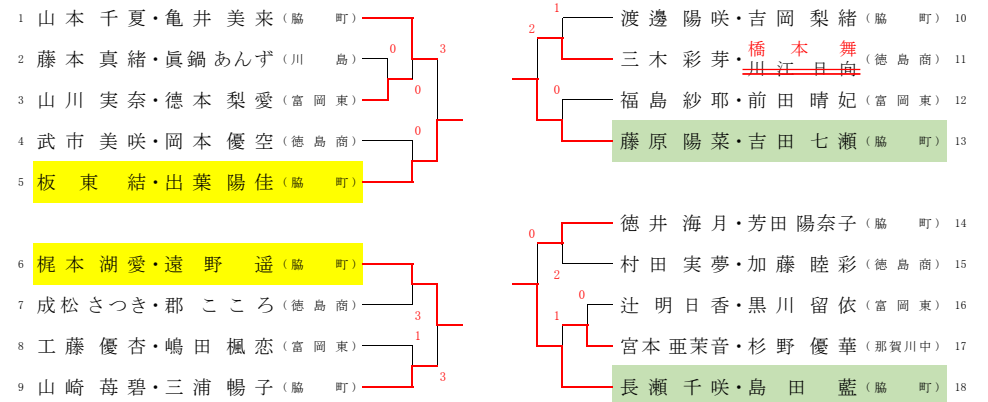 1 山本 千夏・亀井 美来（脇 町）
2 藤本 真緒・眞鍋 あんず（川 島）
3 山川 実奈・徳本 梨愛（富岡東）
4 武市 美咲・岡本 優空（徳島商）
5 板東 結・出葉 陽佳（脇 町）
0
3
0
0
6 梶本 湖愛・遠野 遥（脇 町）
7 成松 さつき・郡 こころ（徳島商）
8 工藤 優杏・嶋田 楓恋（富岡東）
9 山崎 苺碧・三浦 暢子（脇 町）
3
1
3
渡邊 陽咲・吉岡 梨緒（脇 町） 10
橋本 舞
三木 彩芽・川江 日向（徳島商） 11
福島 紗耶・前田 晴妃（富岡東） 12
藤原 陽菜・吉田 七瀬（脇 町） 13
1
2
0
徳井 海月・芳田 陽奈子（脇 町） 14
村田 実夢・加藤 睦彩（徳島商） 15
辻 明日香・黒川 留依（富岡東） 16
宮本 亜茉音・杉野 優華（那賀川中） 17
長瀬 千咲・島田 藍（脇 町） 18
0
2
0
1